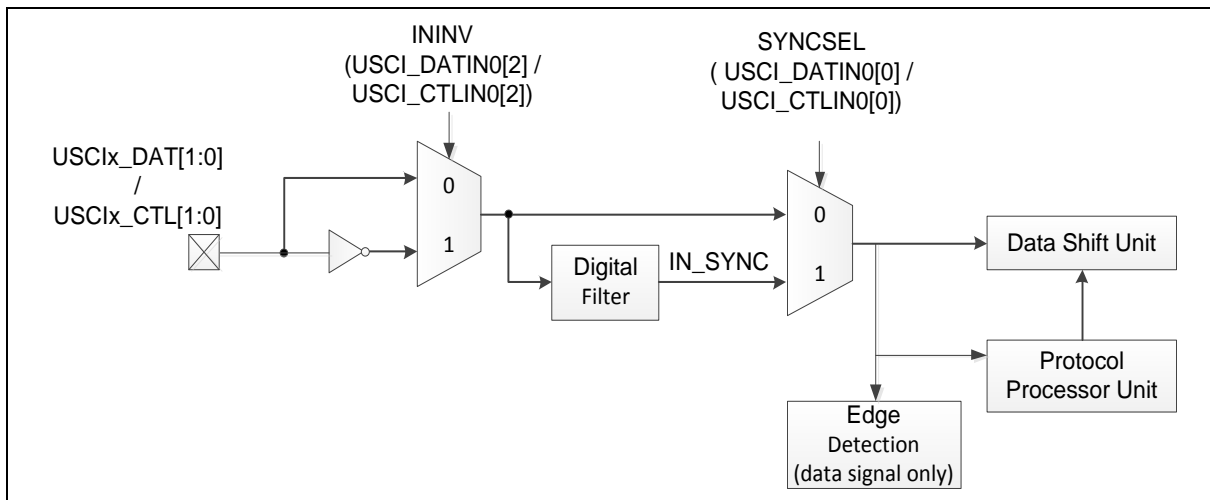 ININV
(USCI_DATIN0[2] /
USCI_CTLIN0[2])
SYNCSEL
( USCI_DATIN0[0] /
USCI_CTLIN0[0])
USCIx_DAT[1:0]
/
USCIx_CTL[1:0]
0
1
Digital
Filter
IN_SYNC
0
1
Data Shift Unit
Protocol
Processor Unit
Edge
Detection
(data signal only)